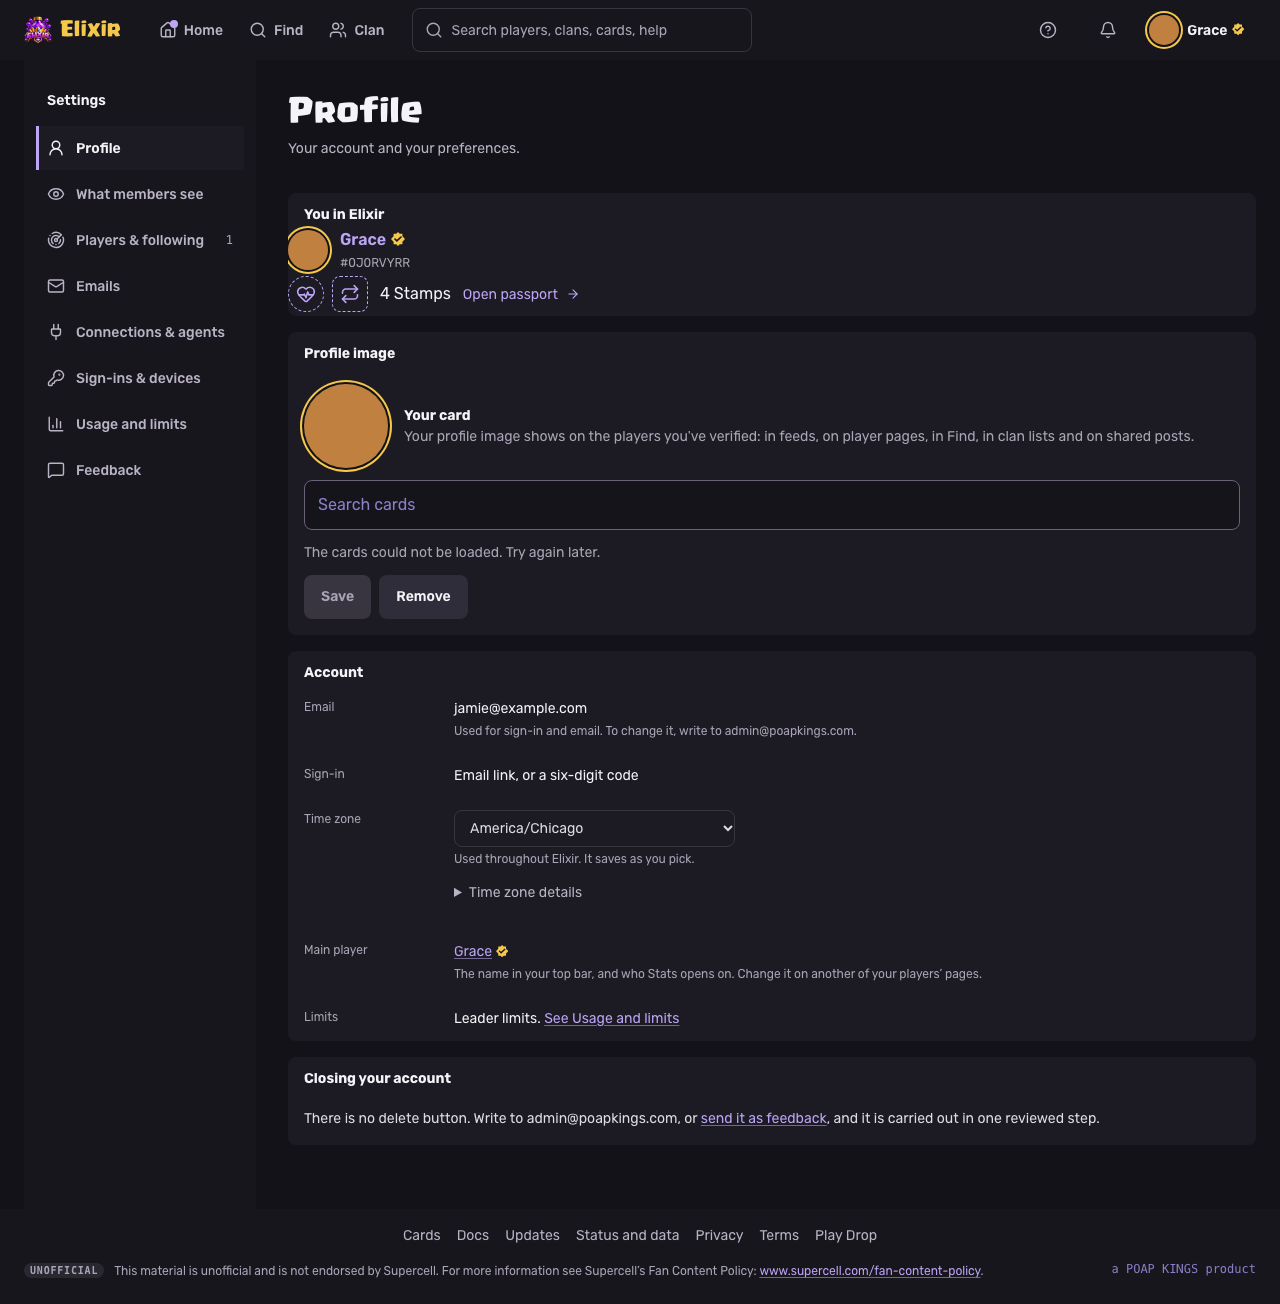 Elixir
Home
Find
Clan
Search players, clans, cards, help
Grace
Settings
Profile
What members see
Players & following 1
Emails
Connections & agents
Sign-ins & devices
Usage and limits
Feedback
Profile
Your account and your preferences.
You in Elixir
Grace
#0J0RVYRR
4 Stamps Open passport →
Profile image
Your card
Your profile image shows on the players you've verified: in feeds, on player pages, in Find, in clan lists and on shared posts.
Search cards
The cards could not be loaded. Try again later.
Save Remove
Account
Email jamie@example.com
Used for sign-in and email. To change it, write to admin@poapkings.com.
Sign-in Email link, or a six-digit code
Time zone America/Chicago
Used throughout Elixir. It saves as you pick.
Time zone details
Main player Grace
The name in your top bar, and who Stats opens on. Change it on another of your players’ pages.
Limits Leader limits. See Usage and limits
Closing your account
There is no delete button. Write to admin@poapkings.com, or send it as feedback, and it is carried out in one reviewed step.
Cards Docs Updates Status and data Privacy Terms Play Drop
UNOFFICIAL This material is unofficial and is not endorsed by Supercell. For more information see Supercell's Fan Content Policy: www.supercell.com/fan-content-policy.
a POAP KINGS product